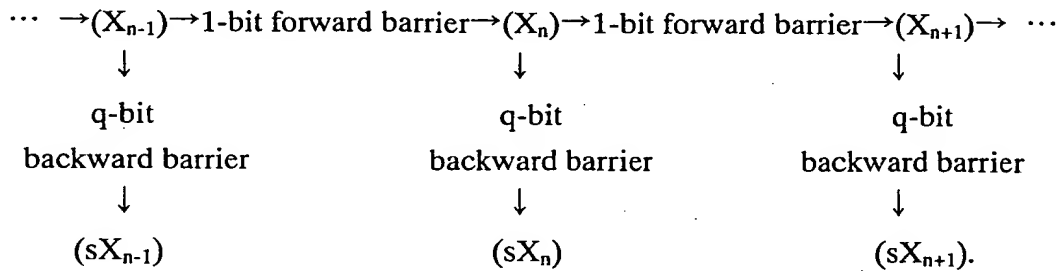 ⋯ →(Xn-1)→1-bit forward barrier→(Xn)→1-bit forward barrier→(Xn+1)→ ⋯
↓ ↓ ↓
q-bit q-bit q-bit
backward barrier backward barrier backward barrier
↓ ↓ ↓
(sXn-1) (sXn) (sXn+1).